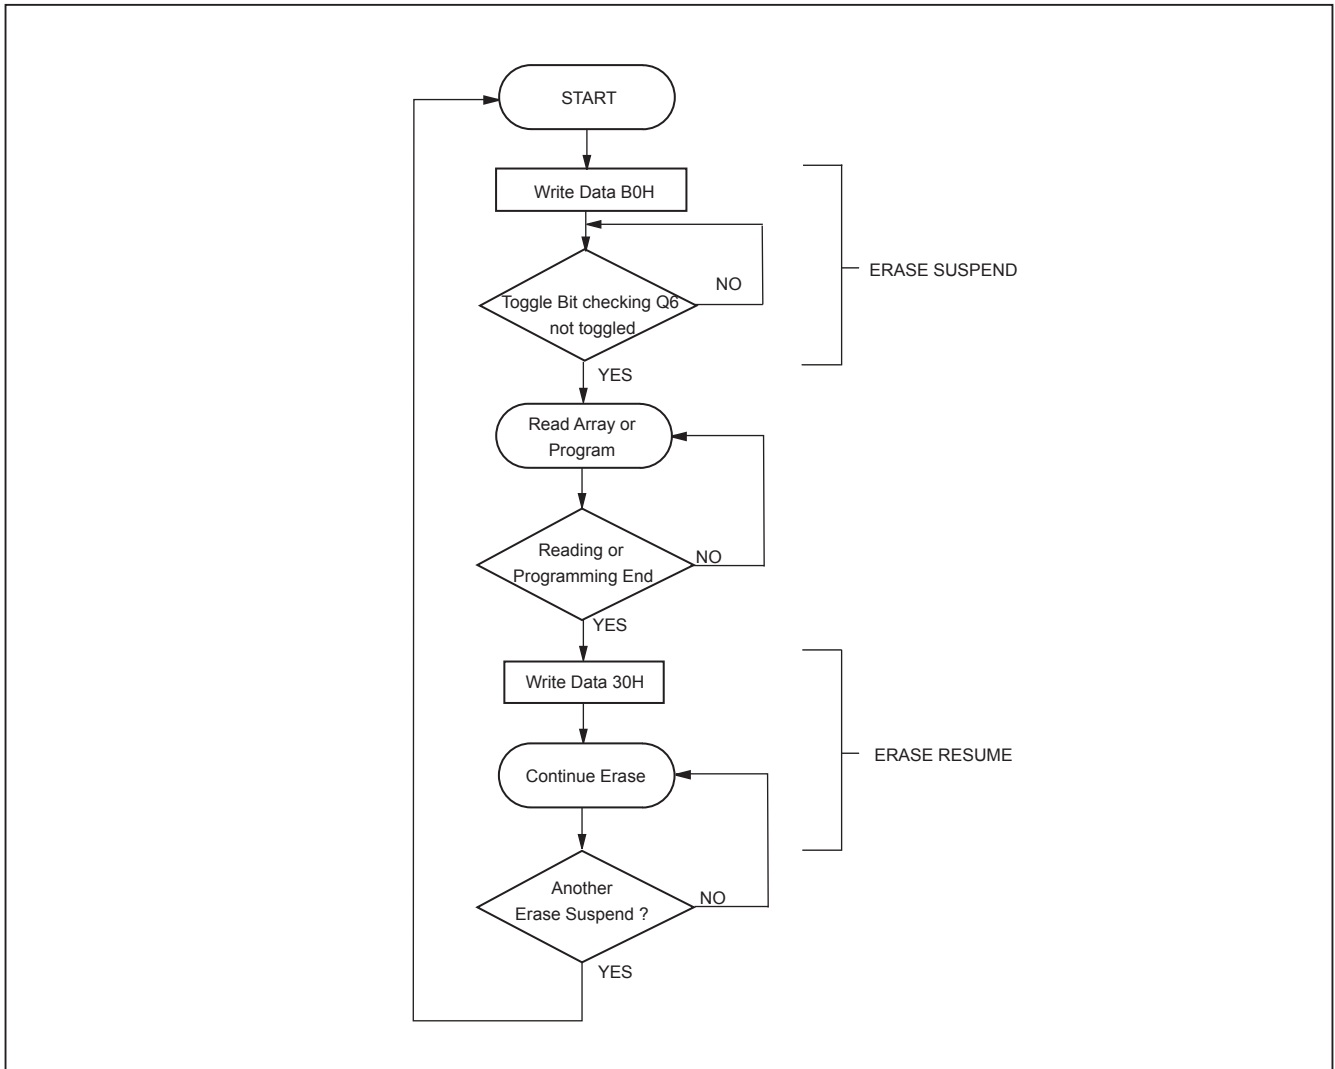 START
Write Data B0H
ERASE SUSPEND
NO
Toggle Bit checking Q6
not toggled
YES
Read Array or
Program
Reading or
Programming End
NO
YES
Write Data 30H
ERASE RESUME
Continue Erase
Another
Erase Suspend ?
NO
YES